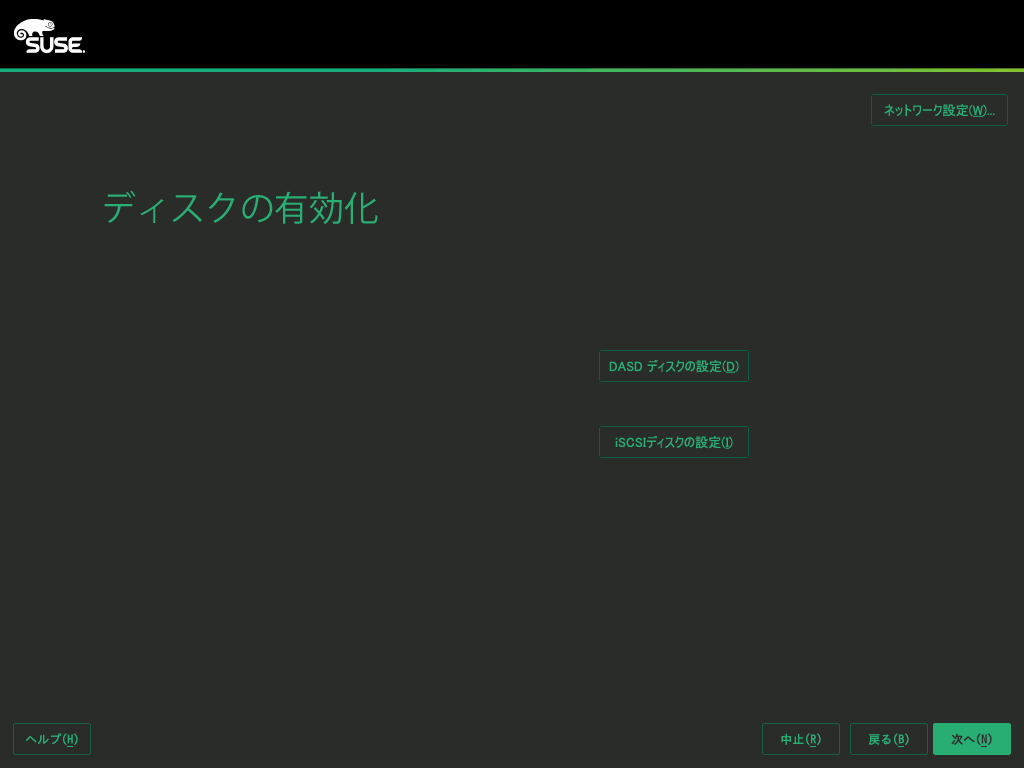 SUSE.
ネットワーク設定(W)...
ディスクの有効化
DASD ディスクの設定(D)
iSCSIディスクの設定(I)
ヘルプ(H)
中止(R)
戻る(B)
次へ(N)